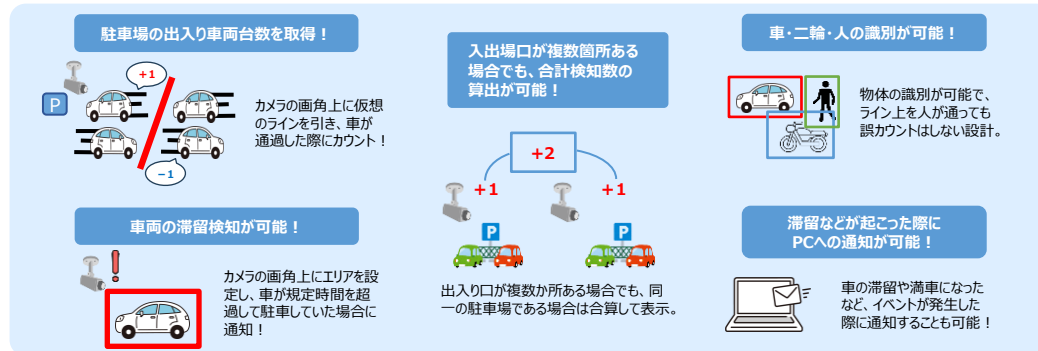 駐車場の出入り車両台数を取得！
+1
P
−1
カメラの画角上に仮想
のラインを引き、車が
通過した際にカウント！
車両の滞留検知が可能！
カメラの画角上にエリアを設
定し、車が規定時間を超
過して駐車していた場合に
通知！
入出場口が複数箇所ある
場合でも、合計検知数の
算出が可能！
+2
+1
+1
P
P
出入り口が複数か所ある場合でも、同
一の駐車場である場合は合算して表示。
車・二輪・人の識別が可能！
物体の識別が可能で、
ライン上を人が通っても
誤カウントはしない設計。
滞留などが起こった際に
PCへの通知が可能！
車の滞留や満車になった
など、イベントが発生した
際に通知することも可能！